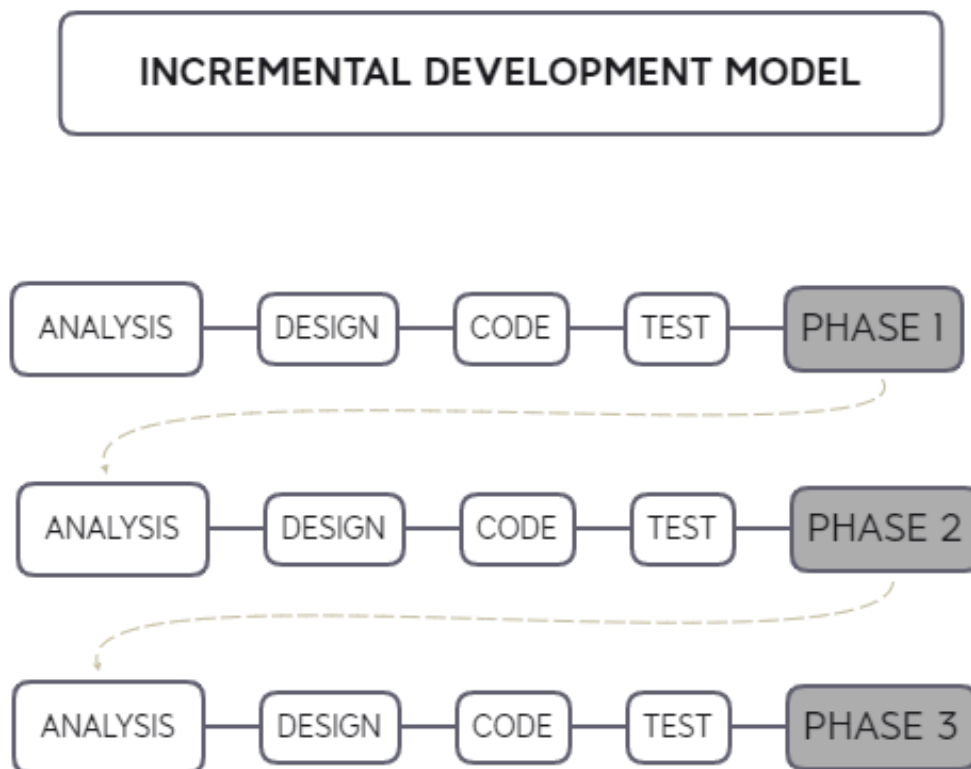 INCREMENTAL DEVELOPMENT MODEL
ANALYSIS DESIGN CODE TEST PHASE 1
ANALYSIS DESIGN CODE TEST PHASE 2
ANALYSIS DESIGN CODE TEST PHASE 3